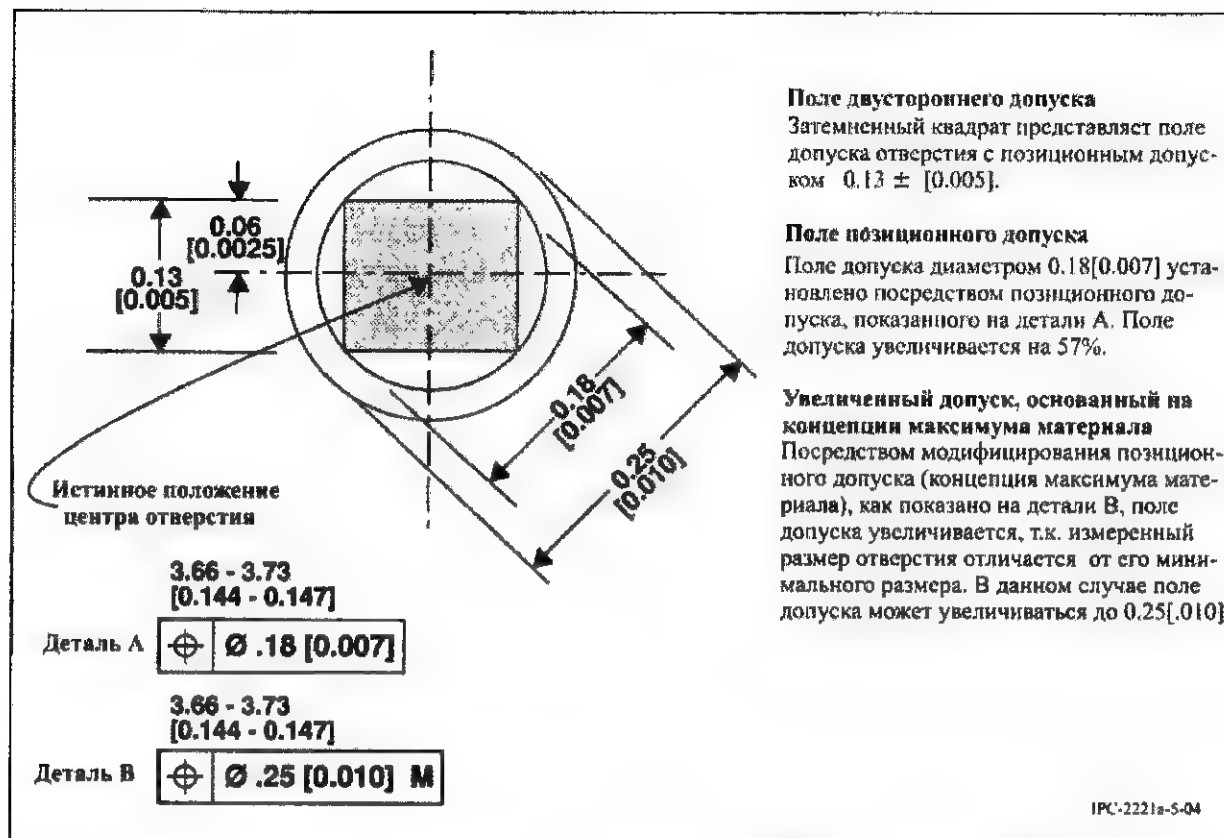 0.06
[0.0025]
0.13
[0.005]
0.18
[0.007]
0.25
[0.010]
Истинное положение
центра отверстия
3.66 - 3.73
[0.144 - 0.147]
Деталь А ⌖ Ø .18 [0.007]
3.66 - 3.73
[0.144 - 0.147]
Деталь В ⌖ Ø .25 [0.010] M
Поле двустороннего допуска
Затемненный квадрат представляет поле
допуска отверстия с позиционным допус-
ком 0.13 ± [0.005].
Поле позиционного допуска
Поле допуска диаметром 0.18[0.007] уста-
новлено посредством позиционного до-
пуска, показанного на детали А. Поле
допуска увеличивается на 57%.
Увеличенный допуск, основанный на
концепции максимума материала
Посредством модифицирования позицион-
ного допуска (концепция максимума мате-
риала), как показано на детали В, поле
допуска увеличивается, т.к. измеренный
размер отверстия отличается от его мини-
мального размера. В данном случае поле
допуска может увеличиваться до 0.25[.010]
IPC-2221a-5-04